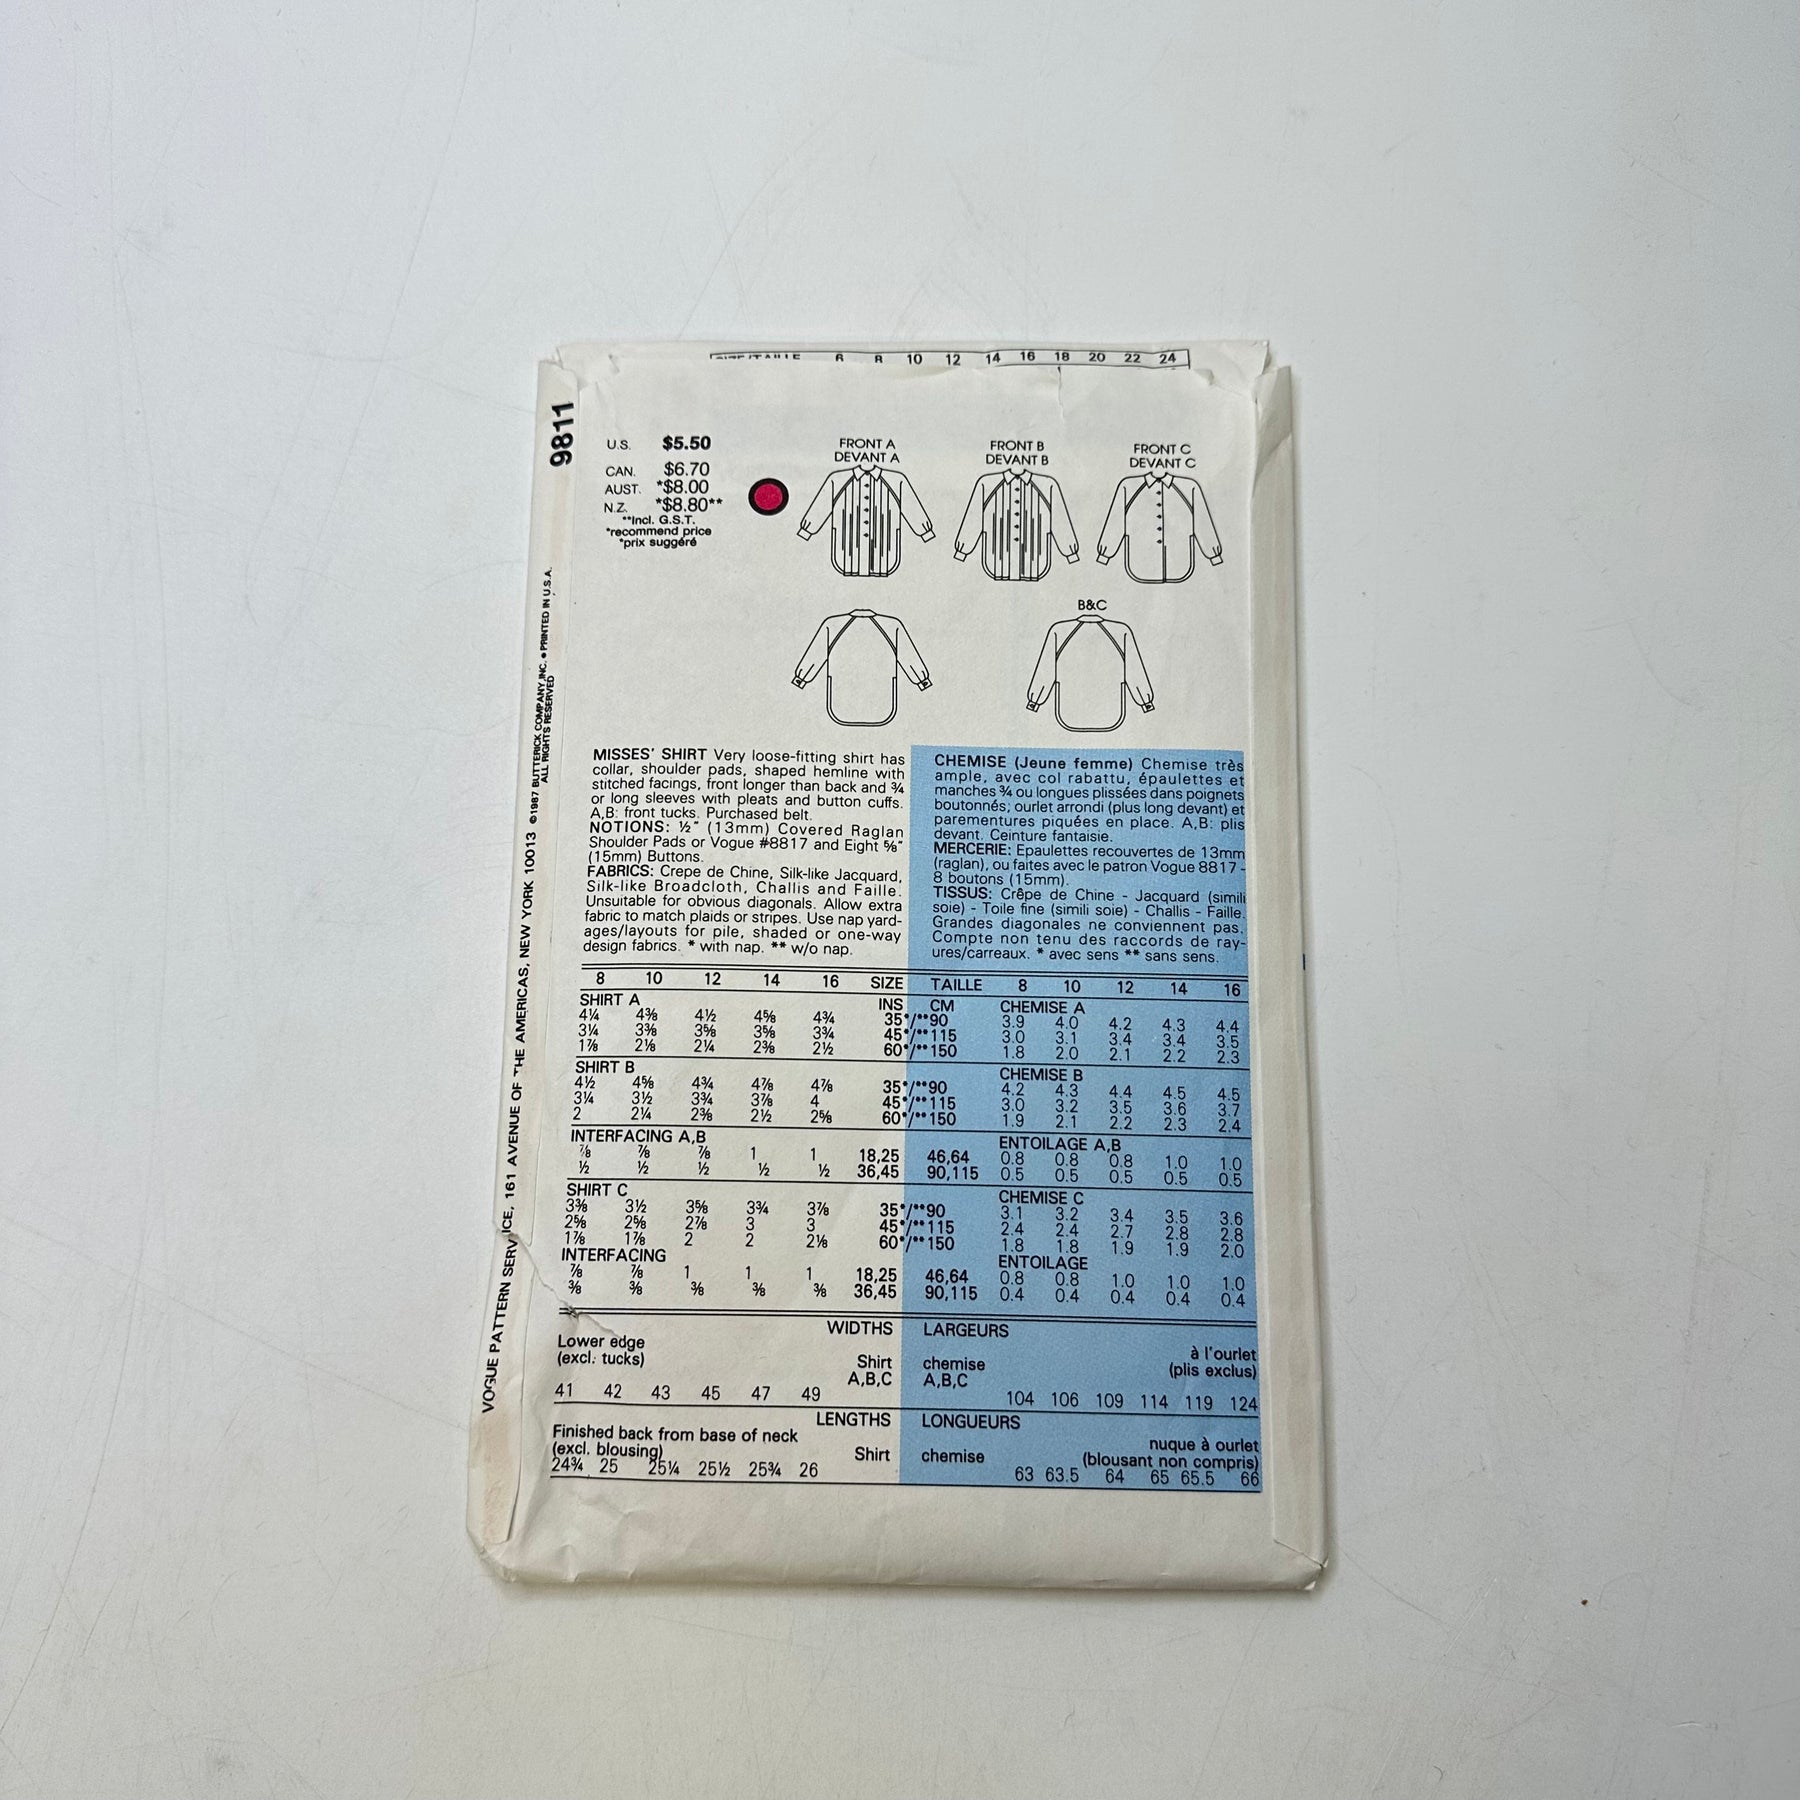 6 8 10 12 14 16 18 20 22 24
9811
U.S. $5.50
CAN. $6.70
AUST. *$8.00
N.Z. *$8.80**
**Incl. G.S.T.
*recommend price
*prix suggéré
FRONT A
DEVANT A
FRONT B
DEVANT B
FRONT C
DEVANT C
B&C
VOGUE PATTERN SERVICE, 161 AVENUE OF THE AMERICAS, NEW YORK 10013 ©1987 BUTTERICK COMPANY, INC. ● PRINTED IN U.S.A.
ALL RIGHTS RESERVED
MISSES' SHIRT Very loose-fitting shirt has
collar, shoulder pads, shaped hemline with
stitched facings, front longer than back and ¾
or long sleeves with pleats and button cuffs.
A,B: front tucks. Purchased belt.
NOTIONS: ½" (13mm) Covered Raglan
Shoulder Pads or Vogue #8817 and Eight ⅝"
(15mm) Buttons.
FABRICS: Crepe de Chine, Silk-like Jacquard,
Silk-like Broadcloth, Challis and Faille.
Unsuitable for obvious diagonals. Allow extra
fabric to match plaids or stripes. Use nap yard-
ages/layouts for pile, shaded or one-way
design fabrics. * with nap. ** w/o nap.
CHEMISE (Jeune femme) Chemise très
ample, avec col rabattu, épaulettes et
manches ¾ ou longues plissées dans poignets
boutonnés; ourlet arrondi (plus long devant) et
parementures piquées en place. A,B: plis
devant. Ceinture fantaisie.
MERCERIE: Epaulettes recouvertes de 13mm
(raglan), ou faites avec le patron Vogue 8817 -
8 boutons (15mm).
TISSUS: Crêpe de Chine - Jacquard (simili
soie) - Toile fine (simili soie) - Challis - Faille.
Grandes diagonales ne conviennent pas.
Compte non tenu des raccords de ray-
ures/carreaux. * avec sens ** sans sens.
8 10 12 14 16 SIZE TAILLE 8 10 12 14 16
SHIRT A INS CM CHEMISE A
4¼ 4⅜ 4½ 4⅝ 4¾ 35*/**90 3.9 4.0 4.2 4.3 4.4
3¼ 3⅜ 3⅝ 3⅝ 3¾ 45*/**115 3.0 3.1 3.4 3.4 3.5
1⅞ 2⅛ 2¼ 2⅜ 2½ 60*/**150 1.8 2.0 2.1 2.2 2.3
SHIRT B CHEMISE B
4½ 4⅝ 4¾ 4⅞ 4⅞ 35*/**90 4.2 4.3 4.4 4.5 4.5
3¼ 3½ 3¾ 3⅞ 4 45*/**115 3.0 3.2 3.5 3.6 3.7
2 2¼ 2⅜ 2½ 2⅝ 60*/**150 1.9 2.1 2.2 2.3 2.4
INTERFACING A,B ENTOILAGE A,B
⅞ ⅞ ⅞ 1 1 18,25 46,64 0.8 0.8 0.8 1.0 1.0
½ ½ ½ ½ ½ 36,45 90,115 0.5 0.5 0.5 0.5 0.5
SHIRT C CHEMISE C
3⅜ 3½ 3⅝ 3¾ 3⅞ 35*/**90 3.1 3.2 3.4 3.5 3.6
2⅝ 2⅝ 2⅞ 3 3 45*/**115 2.4 2.4 2.7 2.8 2.8
1⅞ 1⅞ 2 2 2⅛ 60*/**150 1.8 1.8 1.9 1.9 2.0
INTERFACING ENTOILAGE
⅞ ⅞ 1 1 1 18,25 46,64 0.8 0.8 1.0 1.0 1.0
⅜ ⅜ ⅜ ⅜ ⅜ 36,45 90,115 0.4 0.4 0.4 0.4 0.4
WIDTHS LARGEURS
Lower edge à l'ourlet
(excl. tucks) Shirt chemise (plis exclus)
A,B,C A,B,C
41 42 43 45 47 49 104 106 109 114 119 124
LENGTHS LONGUEURS
Finished back from base of neck nuque à ourlet
(excl. blousing) Shirt chemise (blousant non compris)
24¾ 25 25¼ 25½ 25¾ 26 63 63.5 64 65 65.5 66